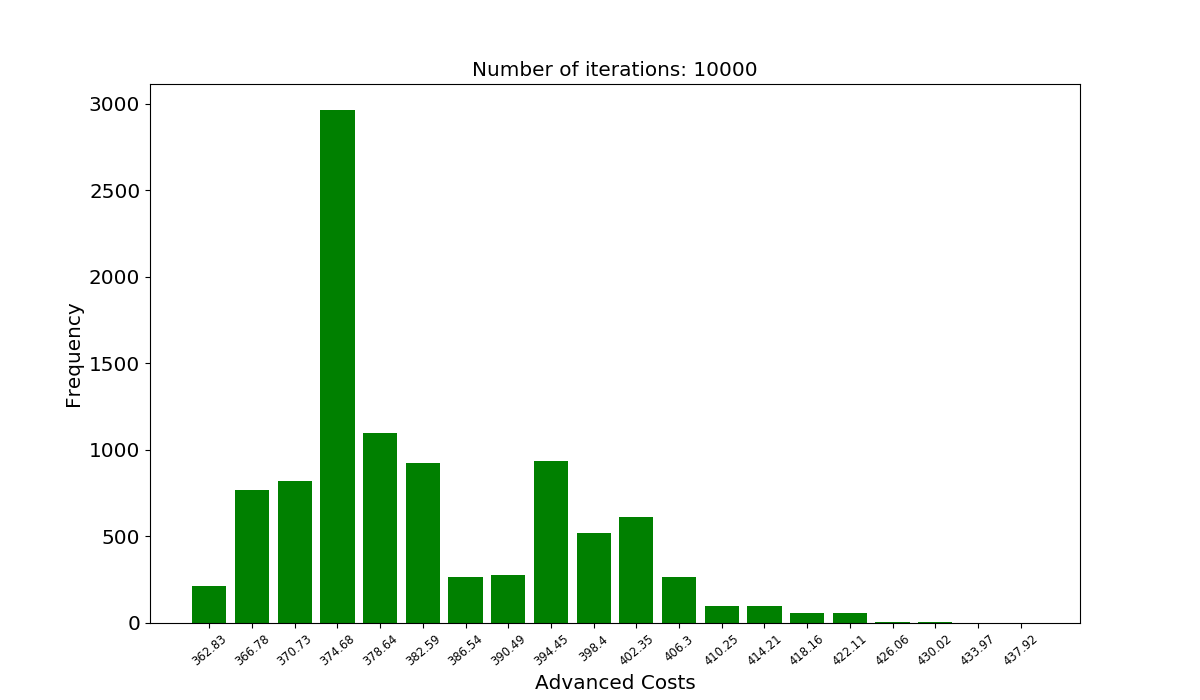 Number of iterations: 10000
3000
2500
2000
1500
1000
500
0
Frequency
362.83 366.78 370.73 374.68 378.64 382.59 386.54 390.49 394.45 398.4 402.35 406.3 410.25 414.21 418.16 422.11 426.06 430.02 433.97 437.92
Advanced Costs